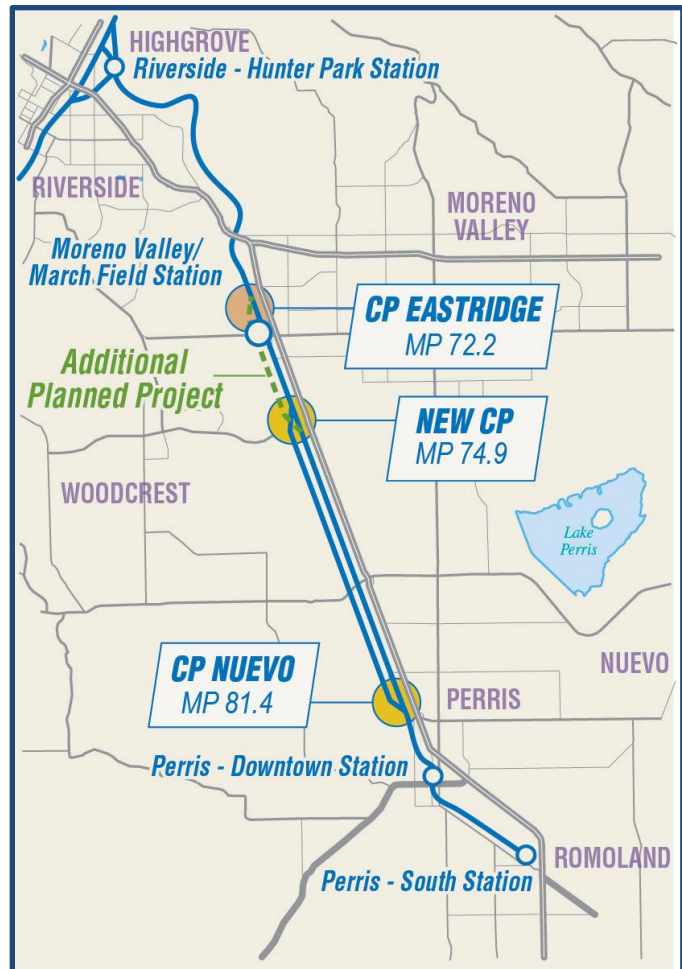 HIGHGROVE
Riverside - Hunter Park Station
RIVERSIDE
MORENO
VALLEY
Moreno Valley/
March Field Station
CP EASTRIDGE
MP 72.2
Additional
Planned Project
NEW CP
MP 74.9
WOODCREST
Lake
Perris
CP NUEVO
MP 81.4
NUEVO
PERRIS
Perris - Downtown Station
ROMOLAND
Perris - South Station